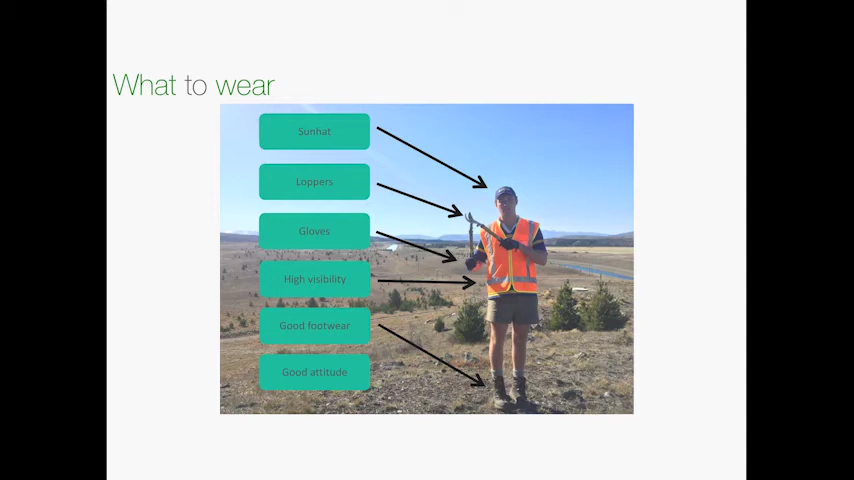 What to wear
Sunhat
Loppers
Gloves
High visibility
Good footwear
Good attitude